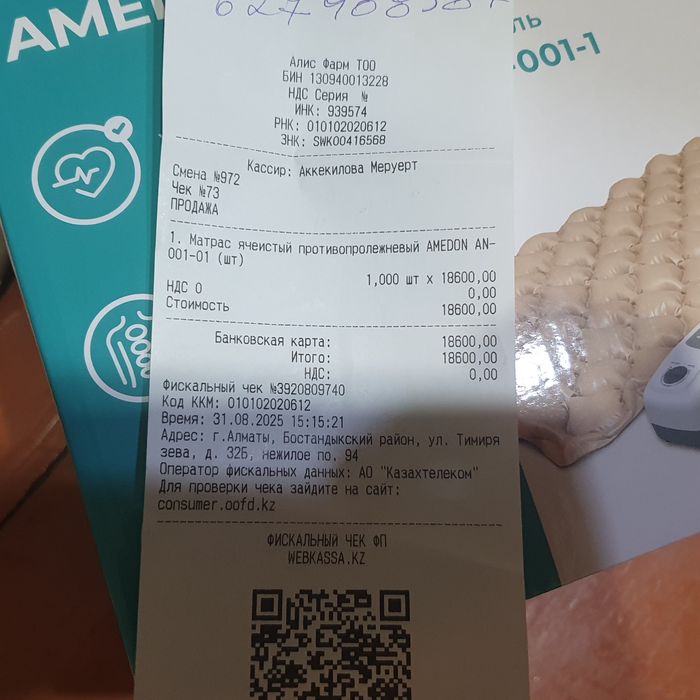 AME
ль
-001-1
Алис Фарм ТОО
БИН 130940013228
НДС Серия №
ИНК: 939574
РНК: 010102020612
ЗНК: SWK00416568
Кассир: Аккекилова Меруерт
Смена №972
Чек №73
ПРОДАЖА
1. Матрас ячеистый противопролежневый AMEDON AN-
001-01 (шт)
1,000 шт x 18600,00
НДС 0 0,00
Стоимость 18600,00
Банковская карта: 18600,00
Итого: 18600,00
НДС: 0,00
Фискальный чек №3920809740
Код ККМ: 010102020612
Время: 31.08.2025 15:15:21
Адрес: г.Алматы, Бостандыкский район, ул. Тимиря
зева, д. 32Б, нежилое по. 94
Оператор фискальных данных: АО "Казахтелеком"
Для проверки чека зайдите на сайт:
consumer.oofd.kz
ФИСКАЛЬНЫЙ ЧЕК ФП
WEBKASSA.KZ